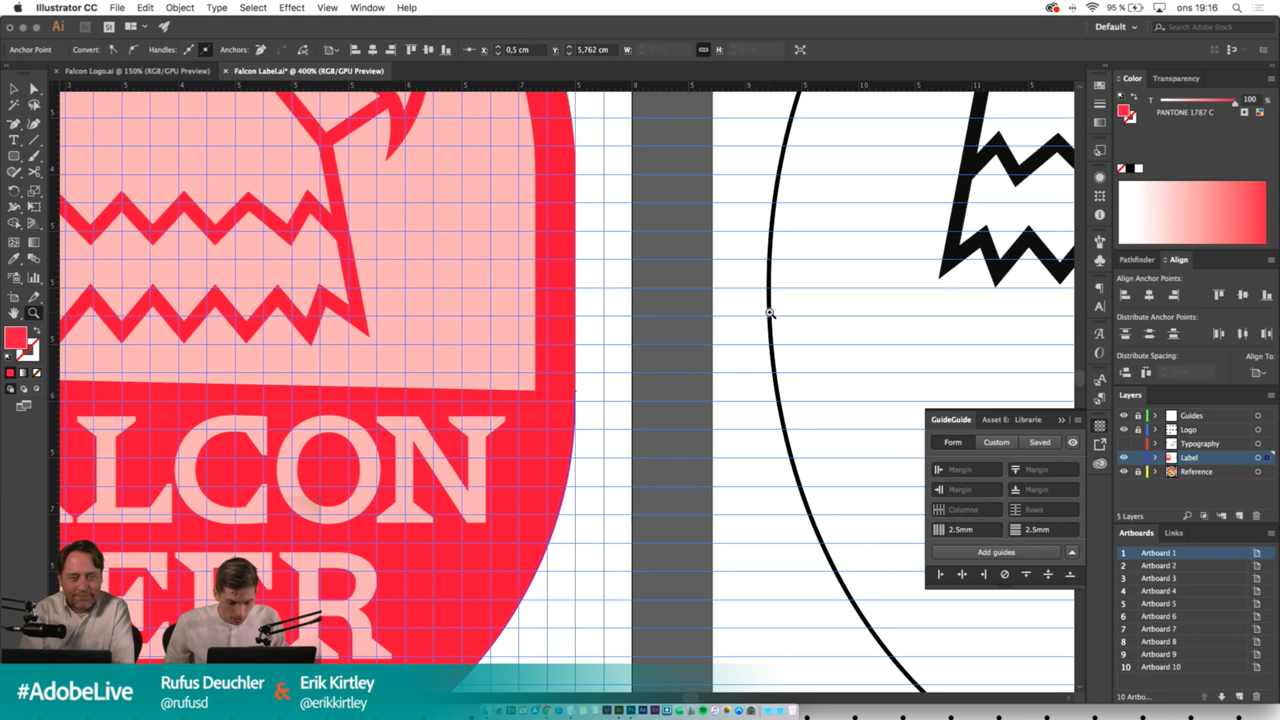 Illustrator CC File Edit Object Type Select Effect View Window Help
95 % ons 19:16
Ai Br St Default Search Adobe Stock
Anchor Point Convert: Handles: Anchors: X: 0,5 cm Y: 5,762 cm W: H:
× Falcon Logo.ai @ 150% (RGB/GPU Preview) × Falcon Label.ai* @ 400% (RGB/GPU Preview)
Color Transparency
T 100 %
PANTONE 1787 C
Pathfinder Align
Align Anchor Points:
Distribute Anchor Points:
Distribute Spacing: Align To:
Layers
Guides
Logo
Typography
Label
Reference
5 Layers
Artboards Links
1 Artboard 1
2 Artboard 2
3 Artboard 3
4 Artboard 4
5 Artboard 5
6 Artboard 6
7 Artboard 7
8 Artboard 8
9 Artboard 9
10 Artboard 10
10 Artbo...
GuideGuide Asset E Librarie
Form Custom Saved
Margin Margin
Margin Margin
Columns Rows
2.5mm 2.5mm
Add guides
LCON
#AdobeLive
Rufus Deuchler & Erik Kirtley
@rufusd @erikkirtley